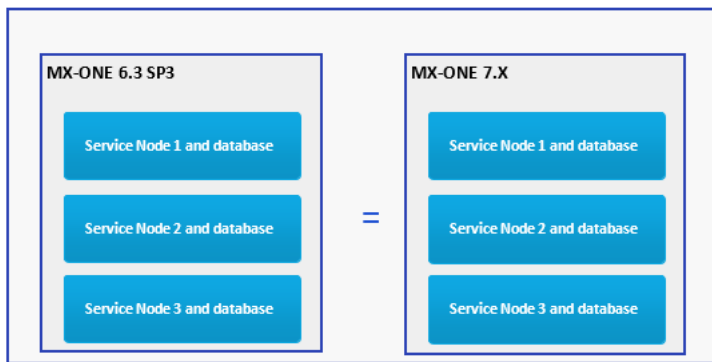 MX-ONE 6.3 SP3
Service Node 1 and database
Service Node 2 and database
Service Node 3 and database
=
MX-ONE 7.X
Service Node 1 and database
Service Node 2 and database
Service Node 3 and database